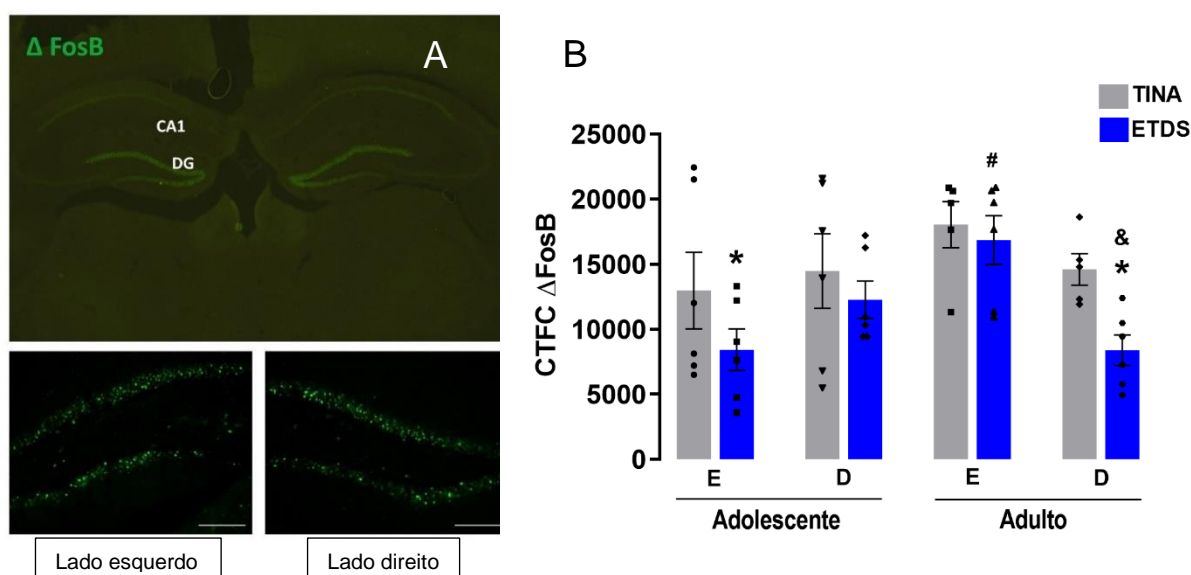 Δ FosB
A
CA1
DG
Lado esquerdo
Lado direito
B
TINA
ETDS
CTFC ΔFosB
25000
20000
15000
10000
5000
0
*
#
&
*
E
D
E
D
Adolescente
Adulto